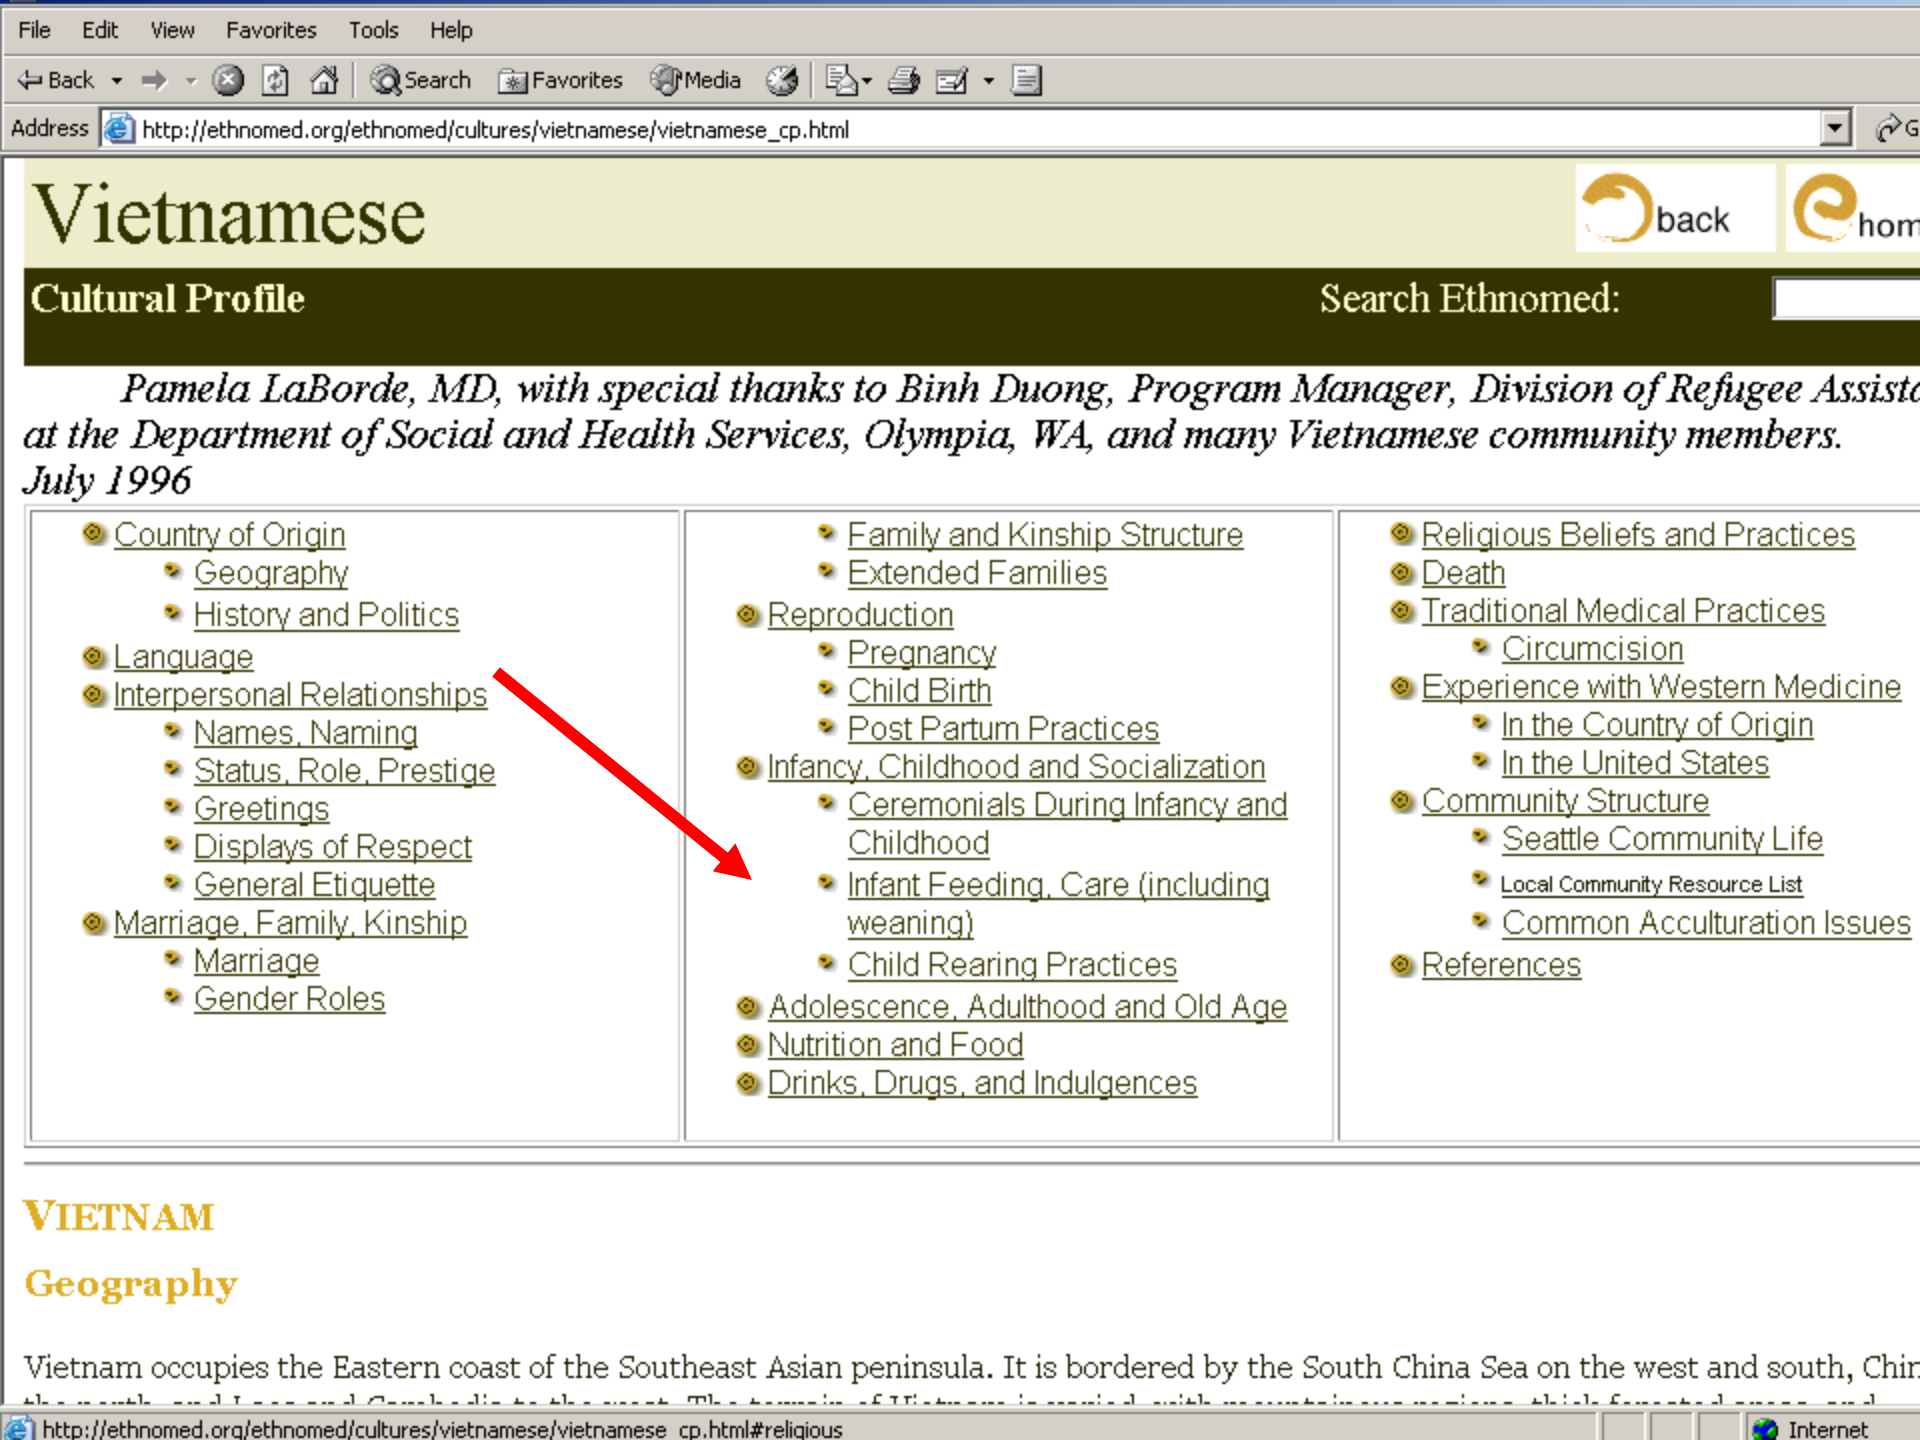 File Edit View Favorites Tools Help
Back Search Favorites Media
Address http://ethnomed.org/ethnomed/cultures/vietnamese/vietnamese_cp.html
Vietnamese
back
hom
Cultural Profile Search Ethnomed:
Pamela LaBorde, MD, with special thanks to Binh Duong, Program Manager, Division of Refugee Assista
at the Department of Social and Health Services, Olympia, WA, and many Vietnamese community members.
July 1996
Country of Origin
Geography
History and Politics
Language
Interpersonal Relationships
Names, Naming
Status, Role, Prestige
Greetings
Displays of Respect
General Etiquette
Marriage, Family, Kinship
Marriage
Gender Roles
Family and Kinship Structure
Extended Families
Reproduction
Pregnancy
Child Birth
Post Partum Practices
Infancy, Childhood and Socialization
Ceremonials During Infancy and
Childhood
Infant Feeding, Care (including
weaning)
Child Rearing Practices
Adolescence, Adulthood and Old Age
Nutrition and Food
Drinks, Drugs, and Indulgences
Religious Beliefs and Practices
Death
Traditional Medical Practices
Circumcision
Experience with Western Medicine
In the Country of Origin
In the United States
Community Structure
Seattle Community Life
Local Community Resource List
Common Acculturation Issues
References
VIETNAM
Geography
Vietnam occupies the Eastern coast of the Southeast Asian peninsula. It is bordered by the South China Sea on the west and south, Chin
http://ethnomed.org/ethnomed/cultures/vietnamese/vietnamese_cp.html#religious
Internet